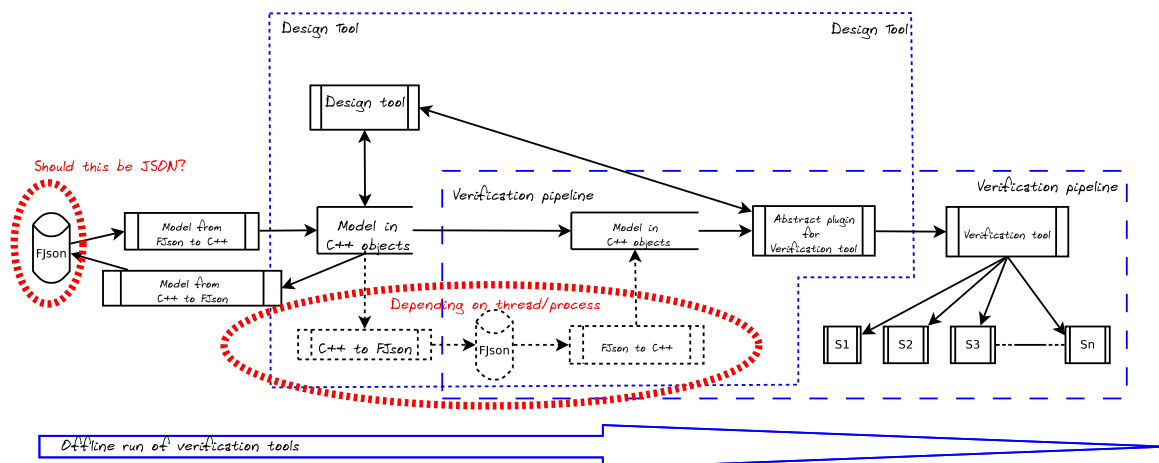 Design Tool
Design Tool
Design tool
Should this be JSON?
Verification pipeline
Verification pipeline
FJson
Model from
FJson to C++
Model in
C++ objects
Model in
C++ objects
Abstract plugin
for
Verification tool
Verification tool
Model from
C++ to FJson
Depending on thread/process
C++ to FJson
FJson
FJson to C++
S1
S2
S3
Sn
Offline run of verification tools